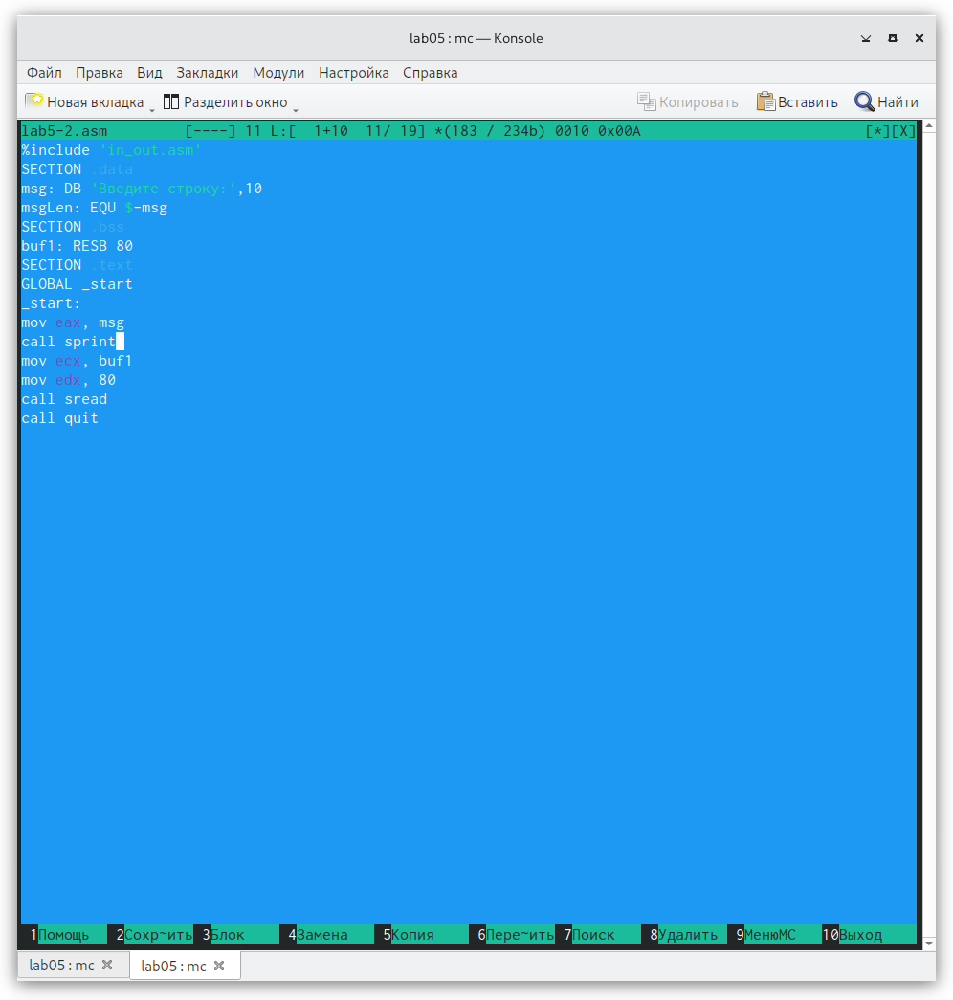 lab05 : mc — Konsole
Файл Правка Вид Закладки Модули Настройка Справка
Новая вкладка Разделить окно Копировать Вставить Найти
lab5-2.asm [----] 11 L:[ 1+10 11/ 19] *(183 / 234b) 0010 0x00A [*][X]
%include 'in_out.asm'
SECTION .data
msg: DB 'Введите строку:',10
msgLen: EQU $-msg
SECTION .bss
buf1: RESB 80
SECTION .text
GLOBAL _start
_start:
mov eax, msg
call sprint
mov ecx, buf1
mov edx, 80
call sread
call quit
1Помощь 2Сохр~ить 3Блок 4Замена 5Копия 6Пере~ить 7Поиск 8Удалить 9МенюMC 10Выход
lab05 : mc lab05 : mc